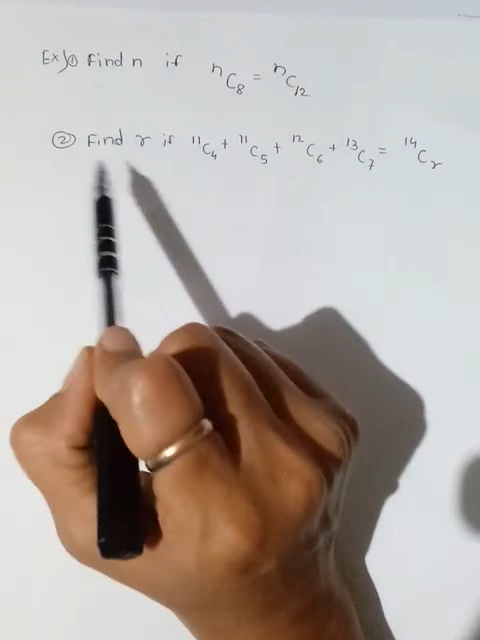 Ex)① Find n if ⁿC₈ = ⁿC₁₂
② Find r if ¹¹C₄ + ¹¹C₅ + ¹²C₆ + ¹³C₇ = ¹⁴Cᵣ